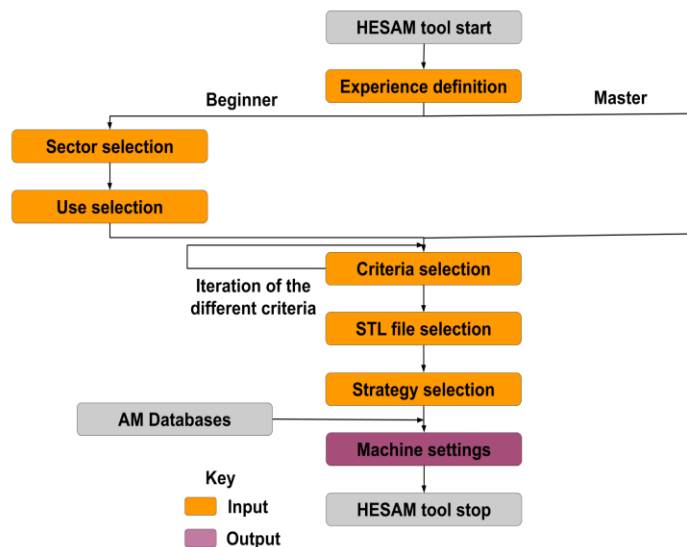 HESAM tool start
Experience definition
Beginner
Master
Sector selection
Use selection
Criteria selection
Iteration of the
different criteria
STL file selection
Strategy selection
AM Databases
Machine settings
Key
Input
HESAM tool stop
Output